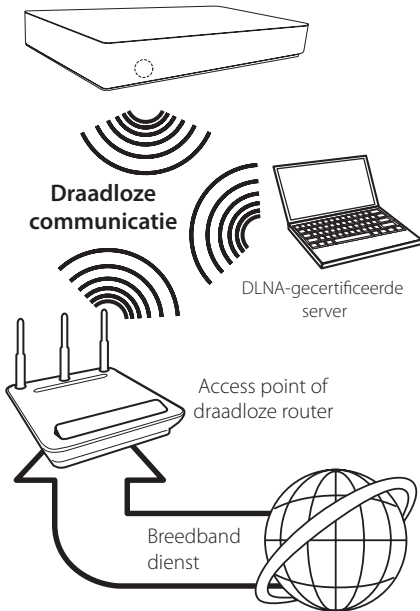 Draadloze
communicatie
DLNA-gecertificeerde
server
Access point of
draadloze router
Breedband
dienst